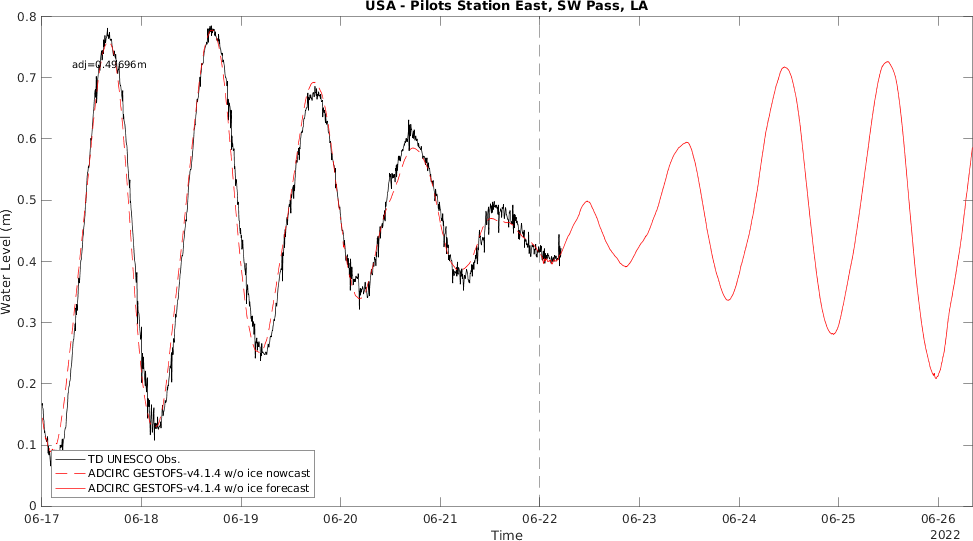 USA - Pilots Station East, SW Pass, LA
0.8
0.7
0.6
0.5
0.4
0.3
0.2
0.1
0
Water Level (m)
adj=0.49696m
TD UNESCO Obs.
ADCIRC GESTOFS-v4.1.4 w/o ice nowcast
ADCIRC GESTOFS-v4.1.4 w/o ice forecast
06-17 06-18 06-19 06-20 06-21 06-22 06-23 06-24 06-25 06-26
Time
2022